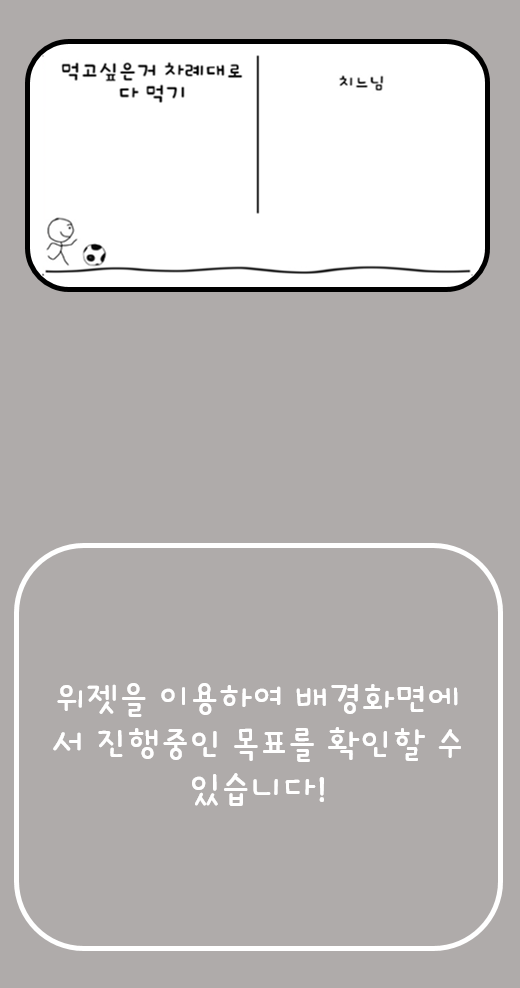 먹고싶은거 차례대로
다 먹기
치느님
위젯을 이용하여 배경화면에
서 진행중인 목표를 확인할 수
있습니다!